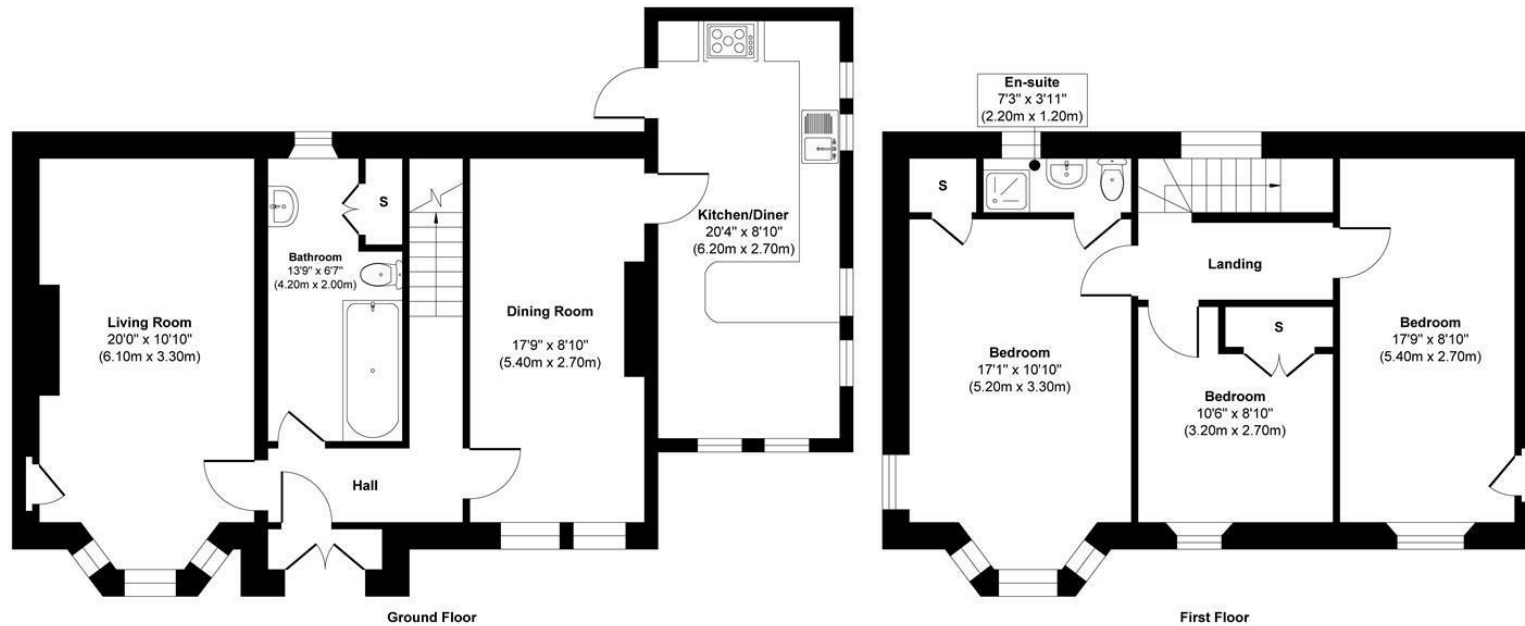 Living Room
20'0" x 10'10"
(6.10m x 3.30m)
Bathroom
13'9" x 6'7"
(4.20m x 2.00m)
S
Hall
Dining Room
17'9" x 8'10"
(5.40m x 2.70m)
Kitchen/Diner
20'4" x 8'10"
(6.20m x 2.70m)
Ground Floor
En-suite
7'3" x 3'11"
(2.20m x 1.20m)
S
Bedroom
17'1" x 10'10"
(5.20m x 3.30m)
Landing
S
Bedroom
10'6" x 8'10"
(3.20m x 2.70m)
Bedroom
17'9" x 8'10"
(5.40m x 2.70m)
First Floor